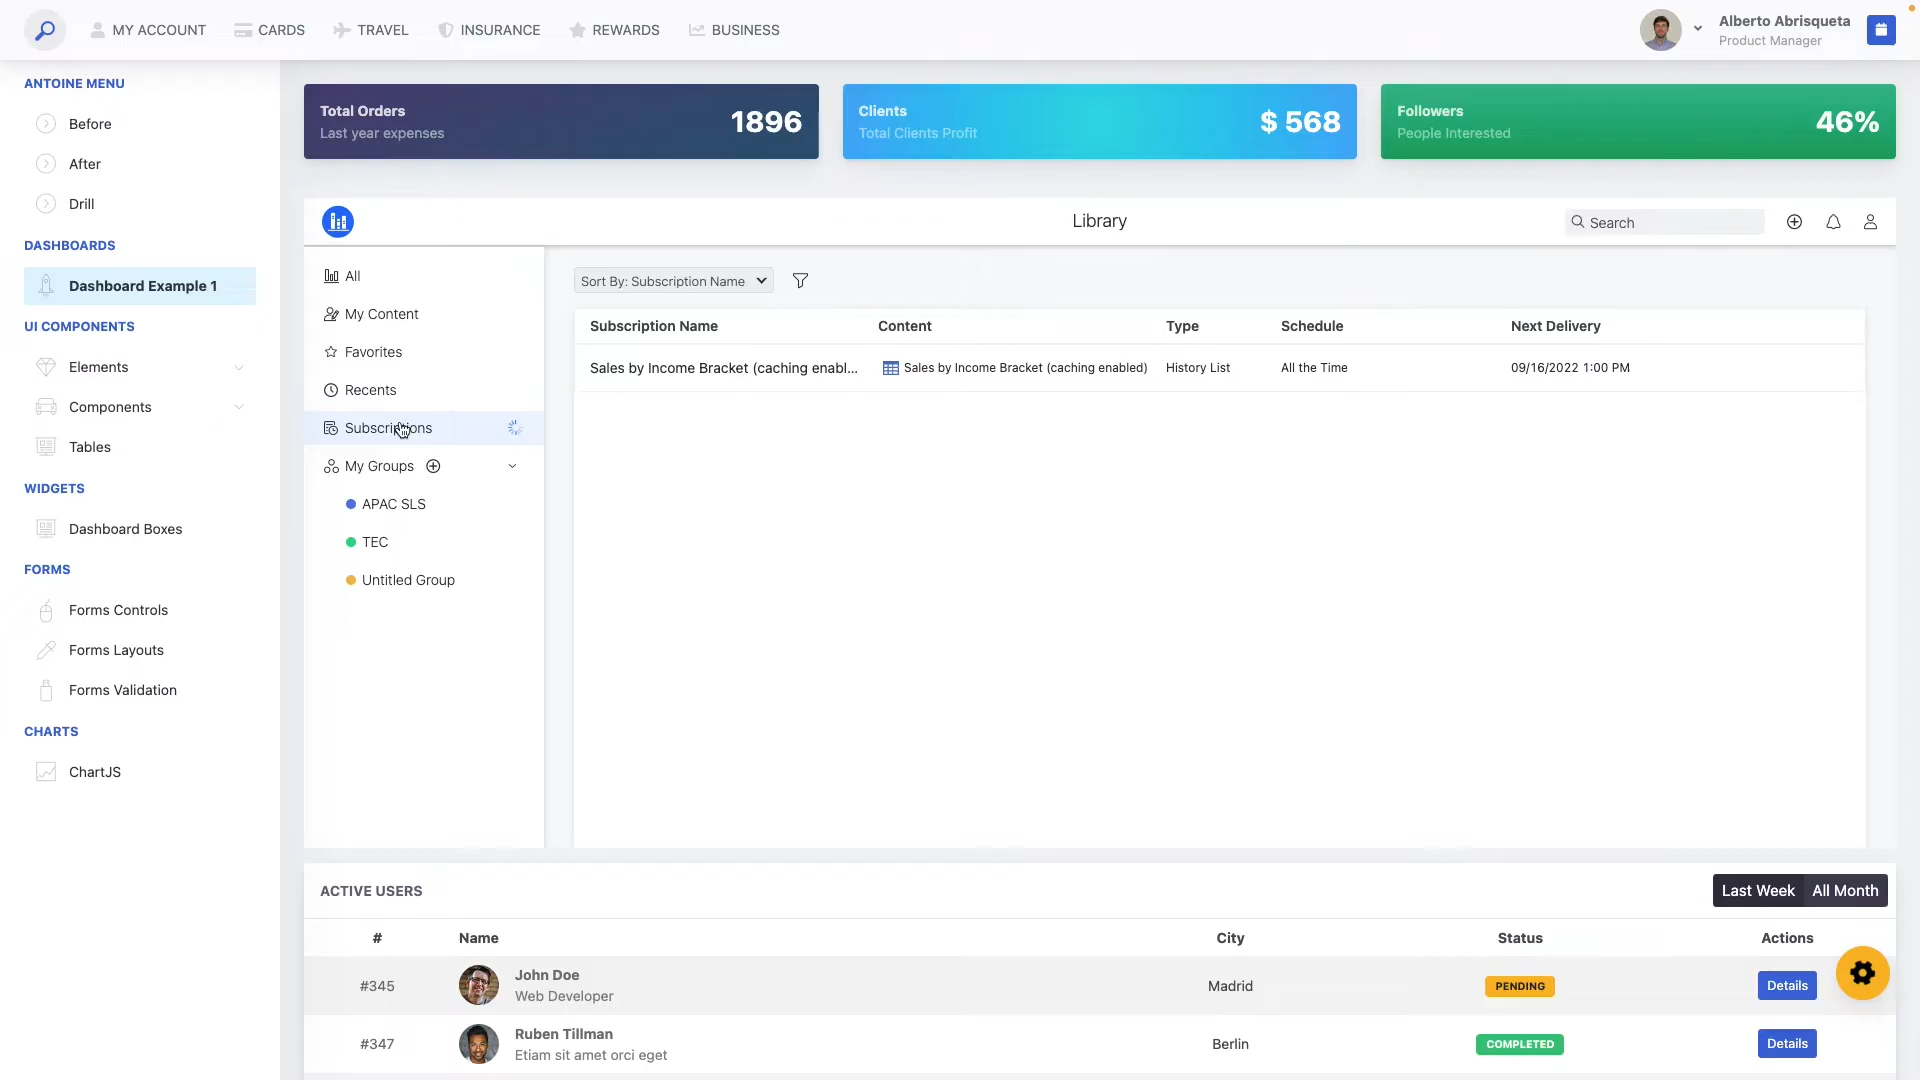 MY ACCOUNT CARDS TRAVEL INSURANCE REWARDS BUSINESS
Alberto Abrisqueta
Product Manager
ANTOINE MENU
Before
After
Drill
DASHBOARDS
Dashboard Example 1
UI COMPONENTS
Elements
Components
Tables
WIDGETS
Dashboard Boxes
FORMS
Forms Controls
Forms Layouts
Forms Validation
CHARTS
ChartJS
Total Orders
Last year expenses
1896
Clients
Total Clients Profit
$ 568
Followers
People Interested
46%
Library
Search
All
My Content
Favorites
Recents
Subscriptions
My Groups
APAC SLS
TEC
Untitled Group
Sort By: Subscription Name
Subscription Name Content Type Schedule Next Delivery
Sales by Income Bracket (caching enabl... Sales by Income Bracket (caching enabled) History List All the Time 09/16/2022 1:00 PM
ACTIVE USERS
Last Week All Month
# Name City Status Actions
#345 John Doe Madrid PENDING Details
Web Developer
#347 Ruben Tillman Berlin COMPLETED Details
Etiam sit amet orci eget